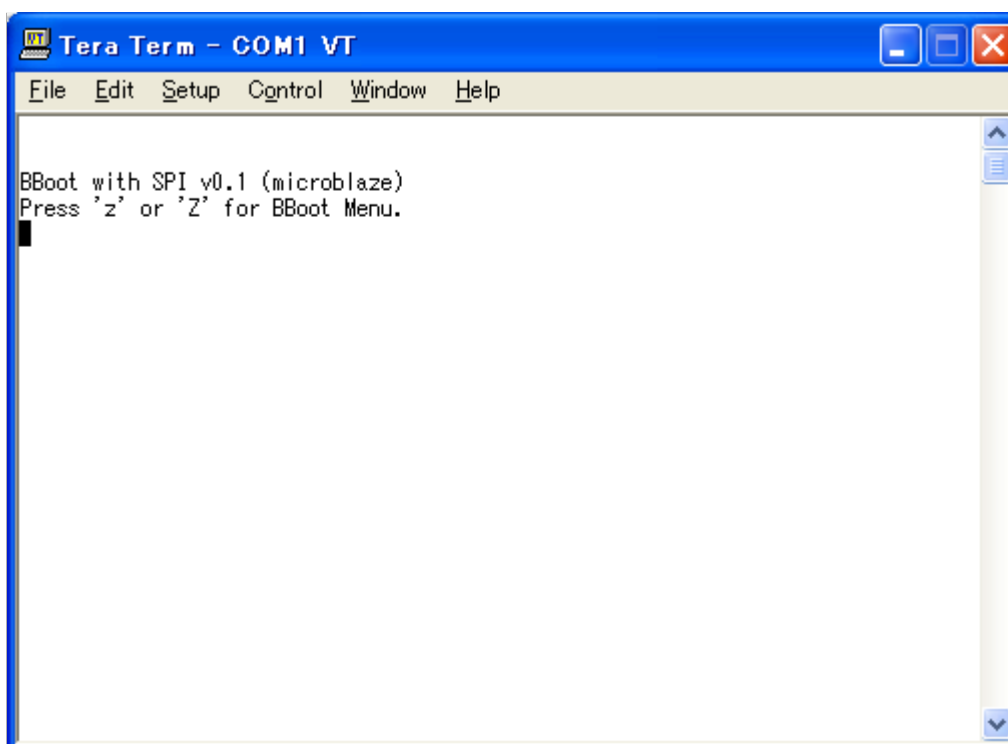 Tera Term - COM1 VT
File Edit Setup Control Window Help
BBoot with SPI v0.1 (microblaze)
Press 'z' or 'Z' for BBoot Menu.